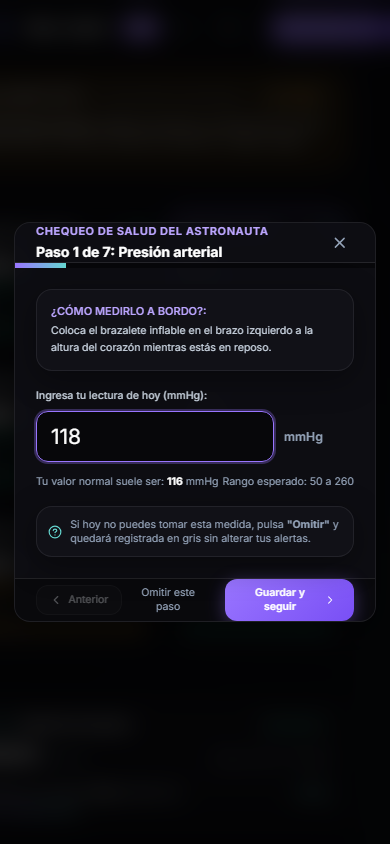 CHEQUEO DE SALUD DEL ASTRONAUTA
Paso 1 de 7: Presión arterial
¿CÓMO MEDIRLO A BORDO?:
Coloca el brazalete inflable en el brazo izquierdo a la
altura del corazón mientras estás en reposo.
Ingresa tu lectura de hoy (mmHg):
118 mmHg
Tu valor normal suele ser: 116 mmHg Rango esperado: 50 a 260
Si hoy no puedes tomar esta medida, pulsa "Omitir" y
quedará registrada en gris sin alterar tus alertas.
Anterior
Omitir este
paso
Guardar y
seguir